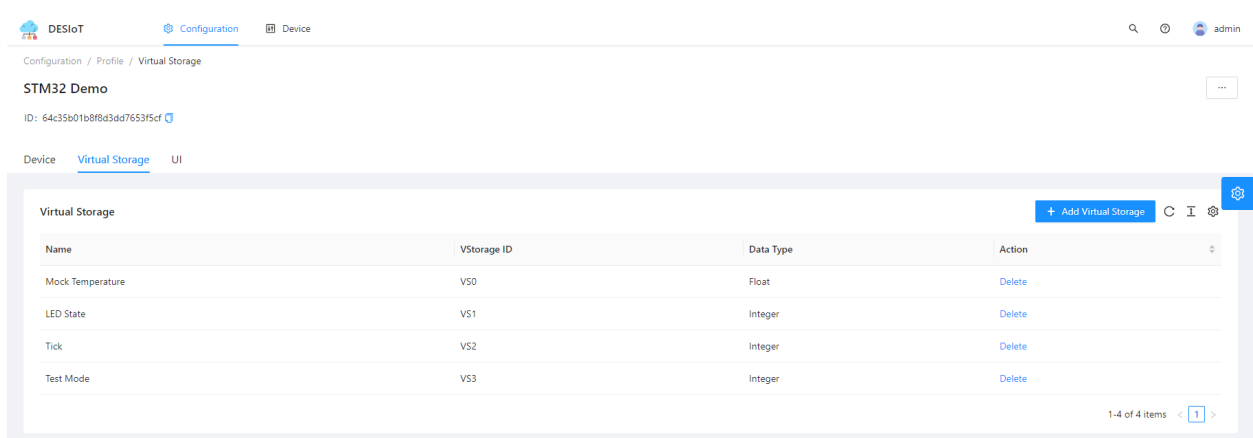 DESIoT Configuration Device admin
Configuration / Profile / Virtual Storage
STM32 Demo
...
ID: 64c35b01b8f8d3dd7653f5cf
Device Virtual Storage UI
Virtual Storage + Add Virtual Storage
Name VStorage ID Data Type Action
Mock Temperature VS0 Float Delete
LED State VS1 Integer Delete
Tick VS2 Integer Delete
Test Mode VS3 Integer Delete
1-4 of 4 items < 1 >